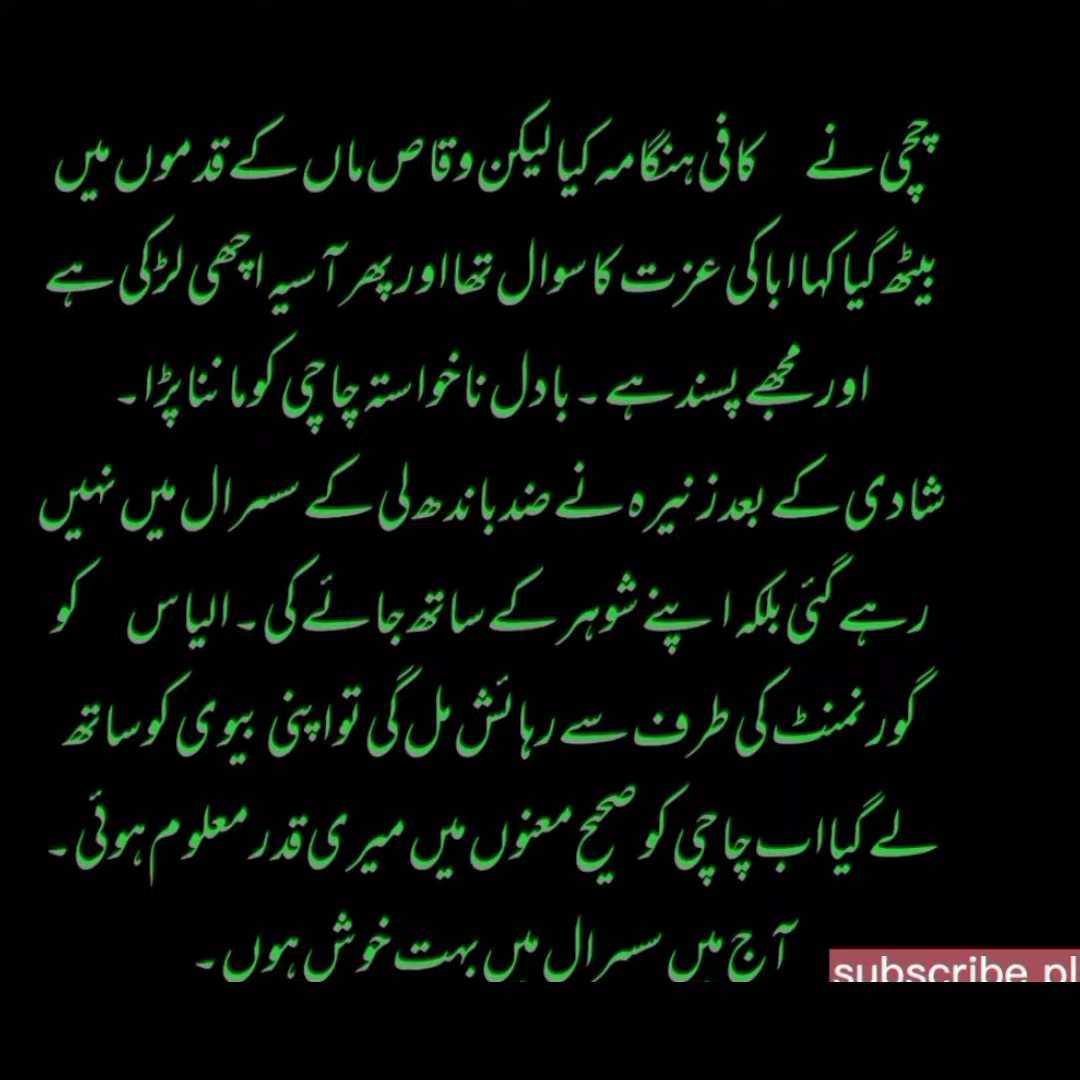 چچی نے کافی ہنگامہ کیا لیکن وقاص ماں کے قدموں میں
بیٹھ گیا کہا ابا کی عزت کا سوال تھا اور پھر آسیہ اچھی لڑکی ہے
اور مجھے پسند ہے۔ بادل ناخواستہ چاچی کو ماننا پڑا۔
شادی کے بعد زنیرہ نے ضد باندھ لی کے سسرال میں نہیں
رہے گئی بلکہ اپنے شوہر کے ساتھ جائے کی۔ الیاس کو
گورنمنٹ کی طرف سے رہائش مل گی تو اپنی بیوی کو ساتھ
لے گیا اب چاچی کو صحیح معنوں میں میری قدر معلوم ہوئی۔
آج میں سسرال میں بہت خوش ہوں۔
subscribe pl